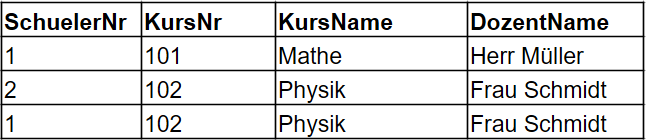 SchuelerNr KursNr KursName DozentName
1 101 Mathe Herr Müller
2 102 Physik Frau Schmidt
1 102 Physik Frau Schmidt